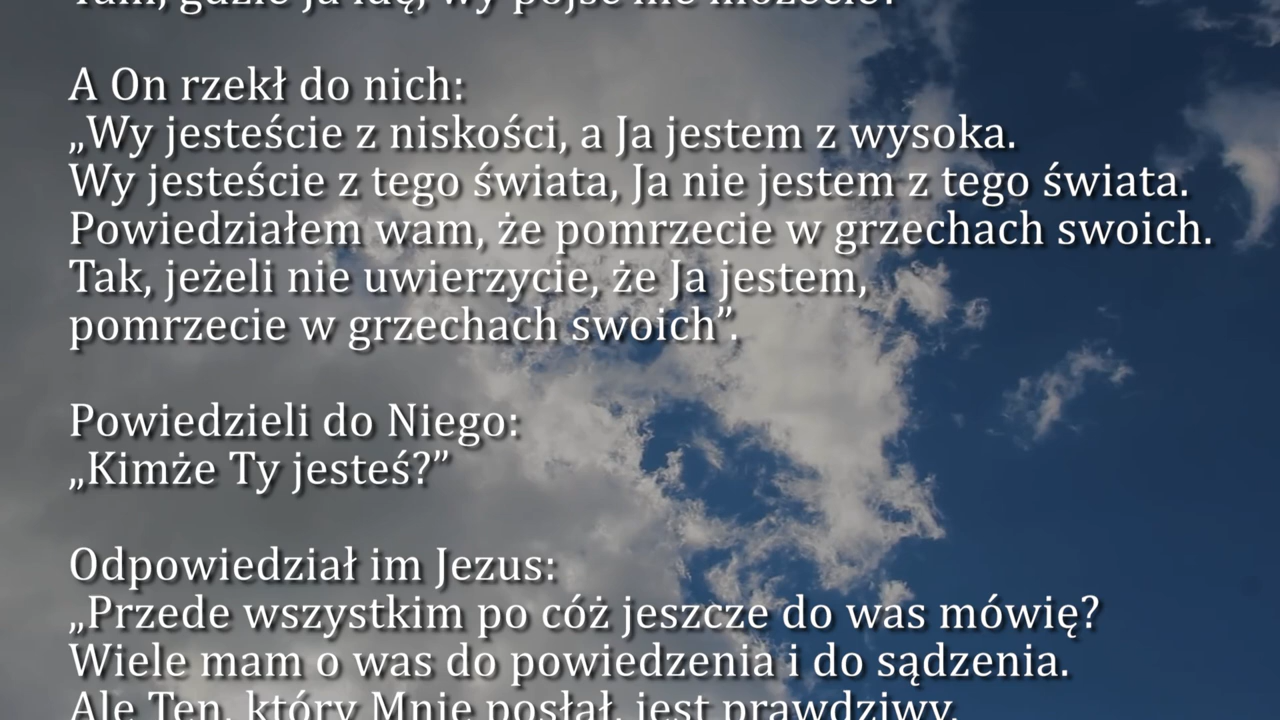 Tam, gdzie Ja idę, wy pójść nie możecie?
A On rzekł do nich:
„Wy jesteście z niskości, a Ja jestem z wysoka.
Wy jesteście z tego świata, Ja nie jestem z tego świata.
Powiedziałem wam, że pomrzecie w grzechach swoich.
Tak, jeżeli nie uwierzycie, że Ja jestem,
pomrzecie w grzechach swoich”.
Powiedzieli do Niego:
„Kimże Ty jesteś?”
Odpowiedział im Jezus:
„Przede wszystkim po cóż jeszcze do was mówię?
Wiele mam o was do powiedzenia i do sądzenia.
Ale Ten, który Mnie posłał, jest prawdziwy,